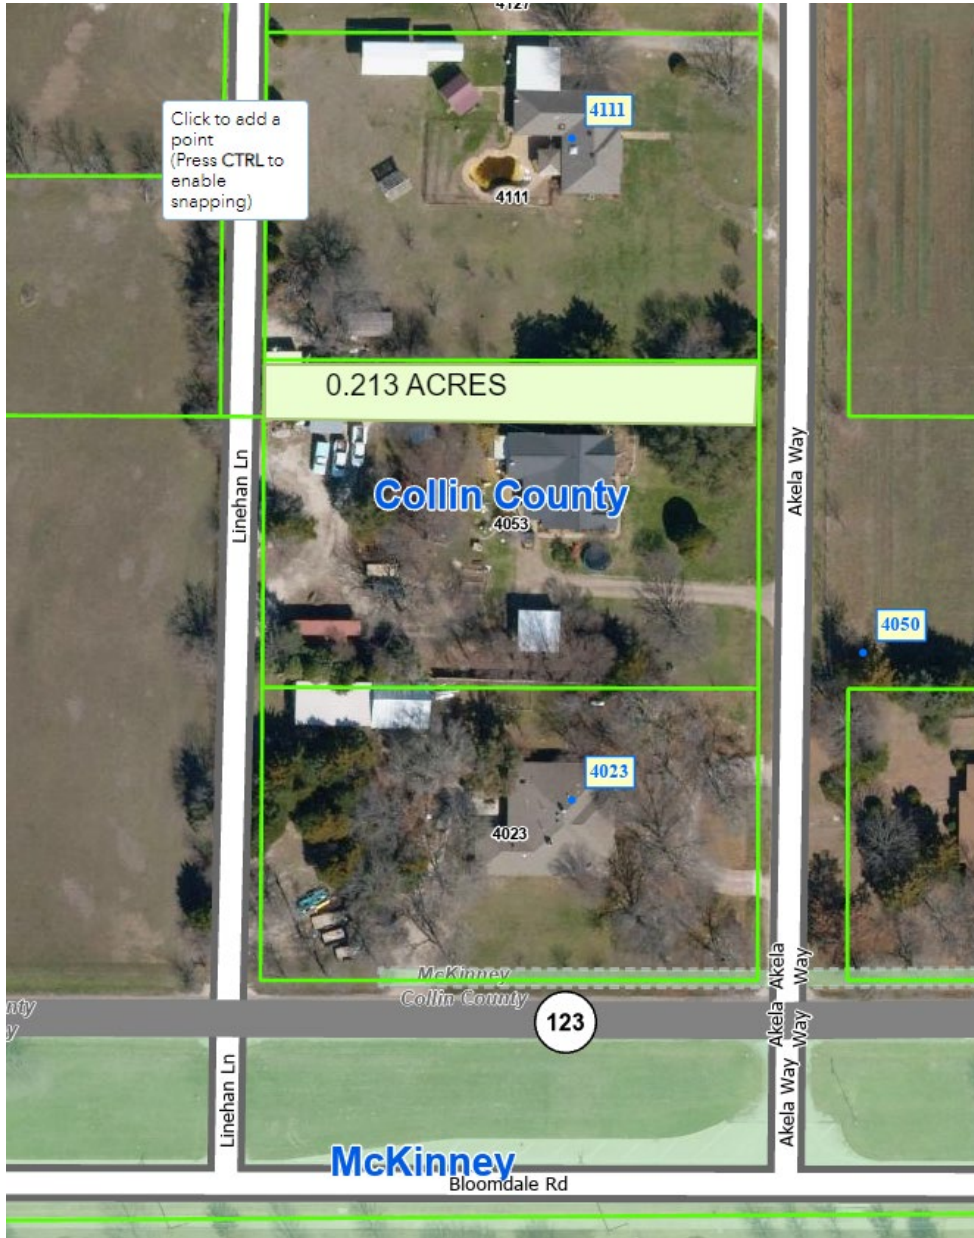 4127
4111
Click to add a
point
(Press CTRL to
enable
snapping)
4111
0.213 ACRES
Linehan Ln
Akela Way
Collin County
4053
4050
4023
4023
McKinney
Collin County
nty
y
123
Akela
Way
Akela
Way
Linehan Ln
Akela Way
McKinney
Bloomdale Rd